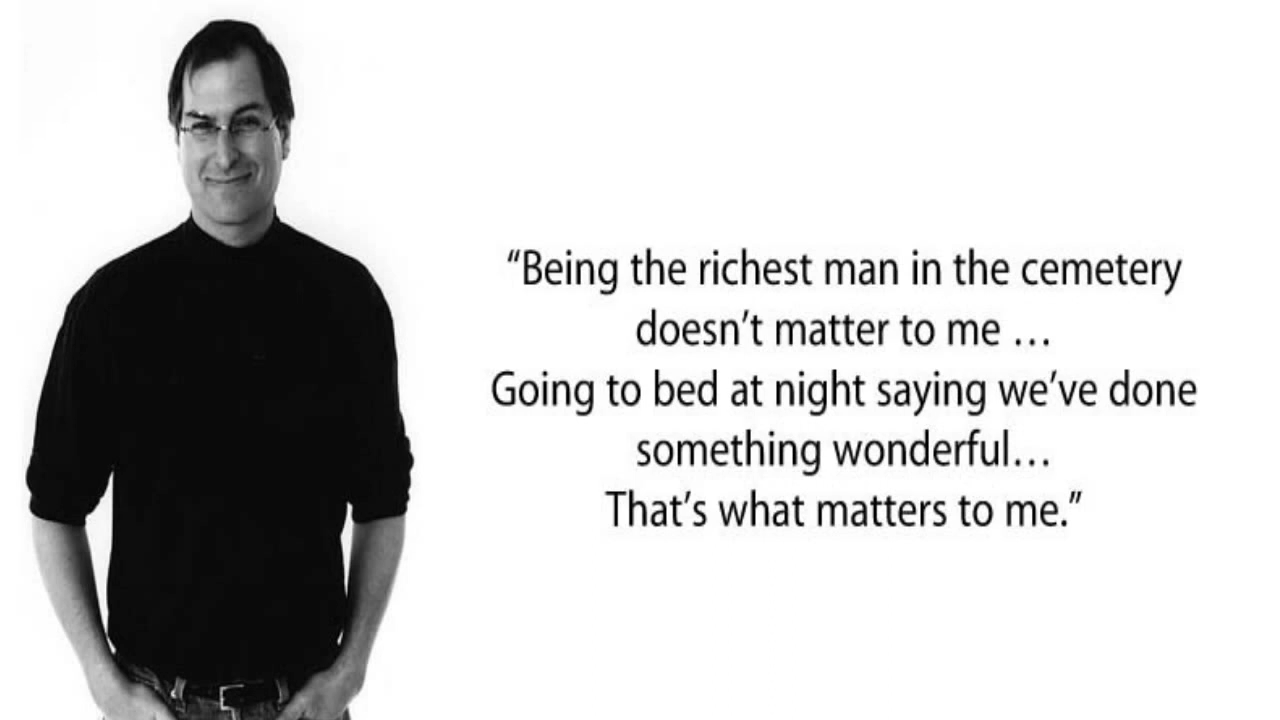 “Being the richest man in the cemetery
doesn’t matter to me …
Going to bed at night saying we’ve done
something wonderful…
That’s what matters to me.”